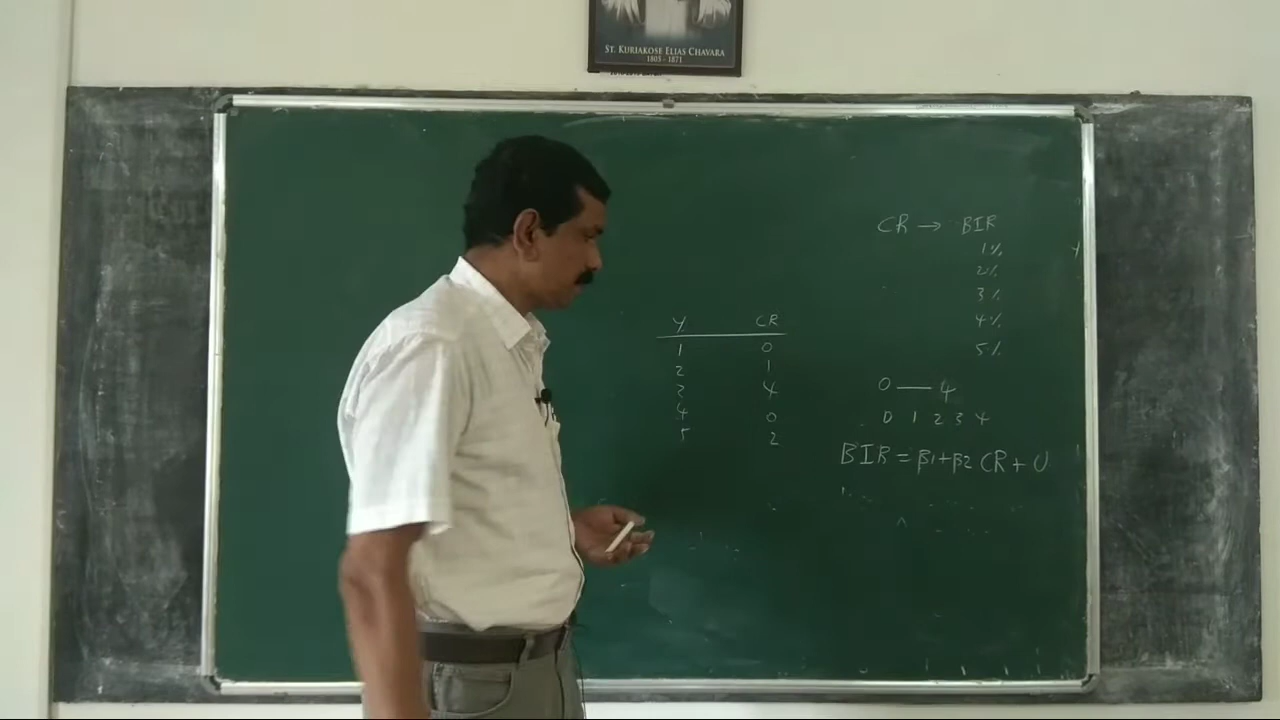 ST. KURIAKOSE ELIAS CHAVARA
1805 - 1871
CR → BIR
1%
2%
3%
4%
5%
Y CR
1 0
2 1
3 4
4 0
5 2
0 — 4
0 1 2 3 4
BIR = β1 + β2 CR + U